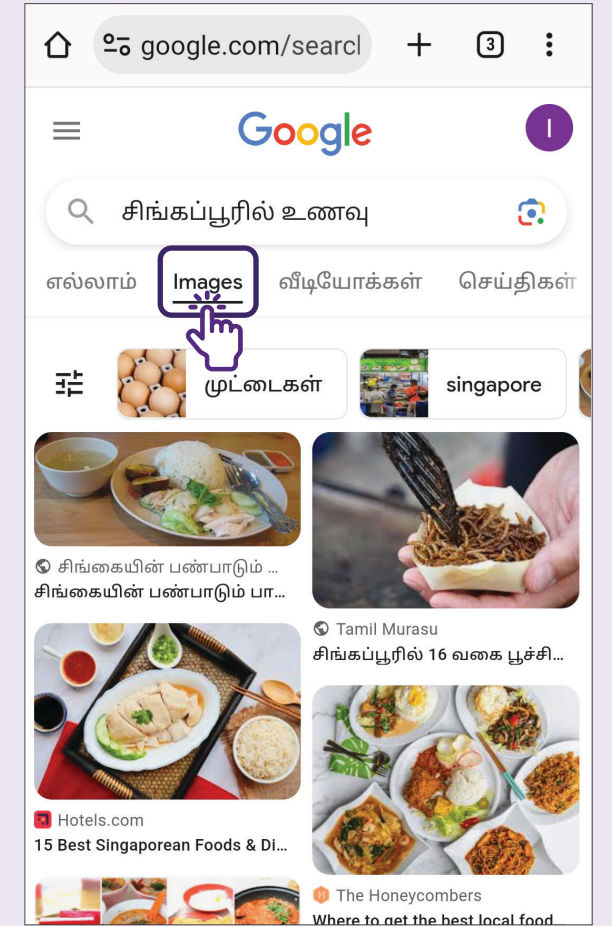 google.com/searcl
3
Google
I
சிங்கப்பூரில் உணவு
எல்லாம் Images வீடியோக்கள் செய்திகள்
முட்டைகள் singapore
சிங்கையின் பண்பாடும் ...
சிங்கையின் பண்பாடும் பா...
Tamil Murasu
சிங்கப்பூரில் 16 வகை பூச்சி...
Hotels.com
15 Best Singaporean Foods & Di...
The Honeycombers
Where to get the best local food...